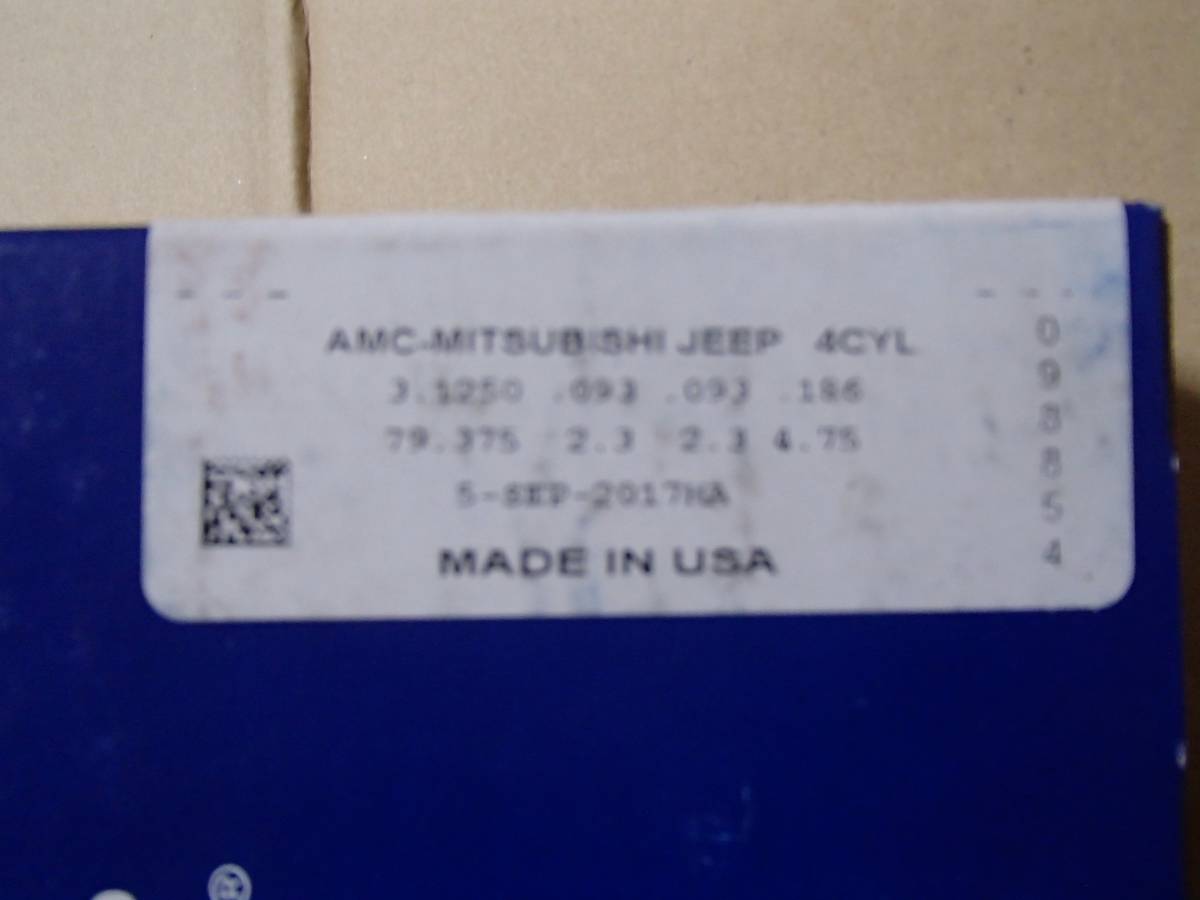 - - -
- - -
AMC-MITSUBISHI JEEP 4CYL
3.1250 .093 .093 .186
79.375 2.3 2.3 4.75
5-SEP-2017HA
MADE IN USA
098854
®